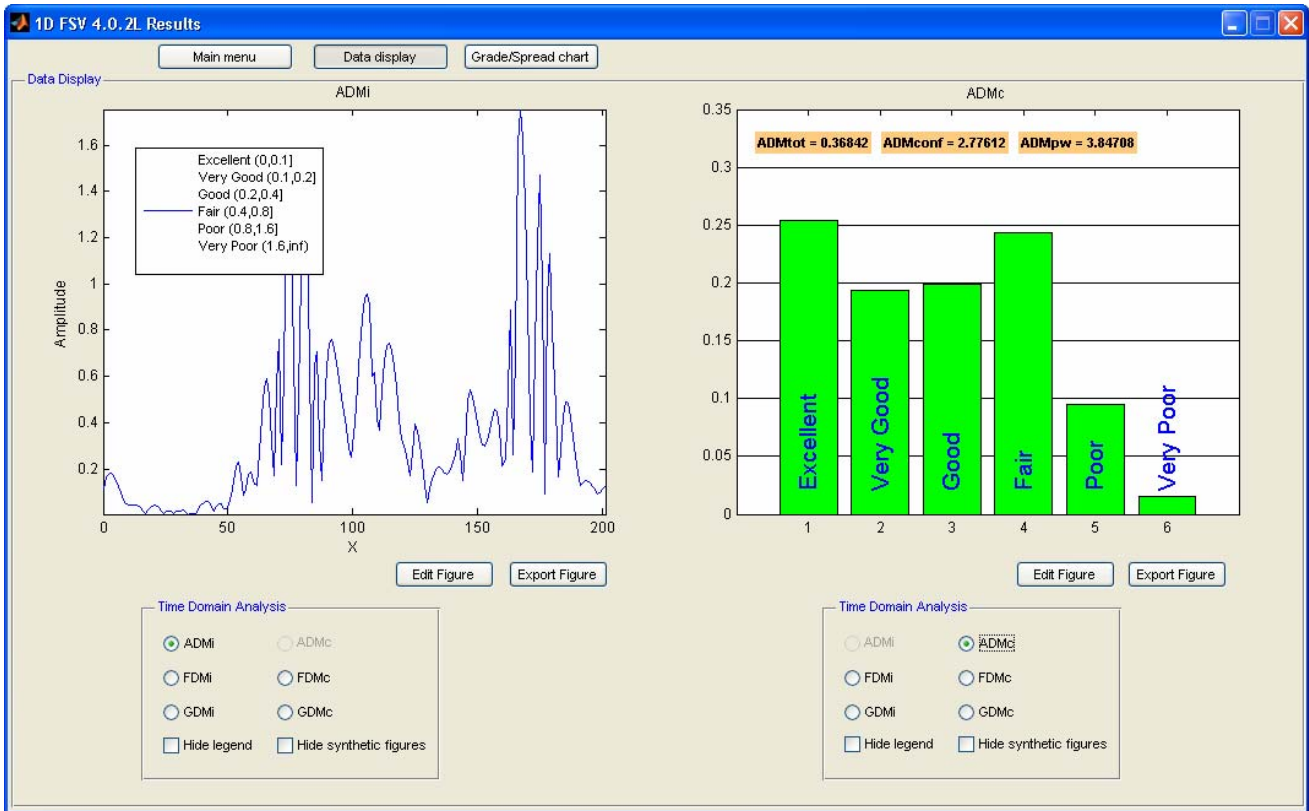 1D FSV 4.0.2L Results
Main menu
Data display
Grade/Spread chart
Data Display
ADMi
Amplitude
1.6
1.4
1.2
1
0.8
0.6
0.4
0.2
Excellent (0,0.1]
Very Good (0.1,0.2]
Good (0.2,0.4]
Fair (0.4,0.8]
Poor (0.8,1.6]
Very Poor (1.6,inf)
0 50 100 150 200
X
Edit Figure
Export Figure
Time Domain Analysis
ADMi ADMc
FDMi FDMc
GDMi GDMc
Hide legend Hide synthetic figures
ADMc
0.35
0.3
0.25
0.2
0.15
0.1
0.05
0
ADMtot = 0.36842 ADMconf = 2.77612 ADMpw = 3.84708
Excellent
Very Good
Good
Fair
Poor
Very Poor
1 2 3 4 5 6
Edit Figure
Export Figure
Time Domain Analysis
ADMi ADMc
FDMi FDMc
GDMi GDMc
Hide legend Hide synthetic figures